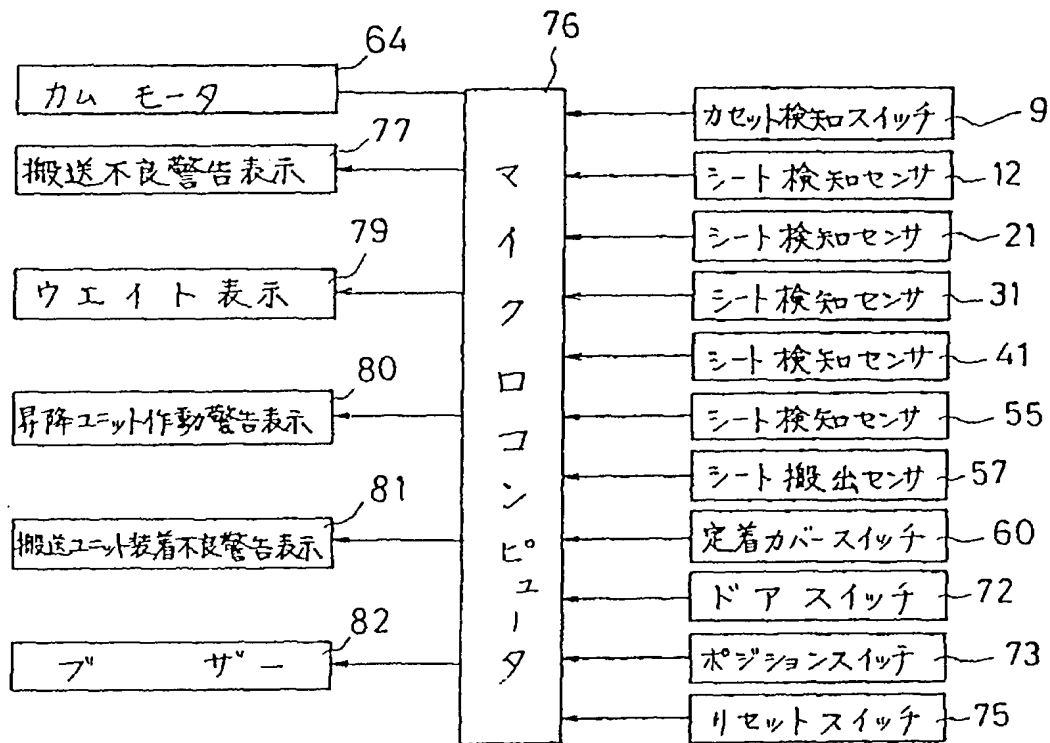 64
カム モータ
77
搬送不良警告表示
79
ウエイト表示
80
昇降ユニット作動警告表示
81
搬送ユニット装着不良警告表示
82
ブザー
76
マイクロコンピュータ
カセット検知スイッチ 9
シート検知センサ 12
シート検知センサ 21
シート検知センサ 31
シート検知センサ 41
シート検知センサ 55
シート搬出センサ 57
定着カバースイッチ 60
ドアスイッチ 72
ポジションスイッチ 73
リセットスイッチ 75